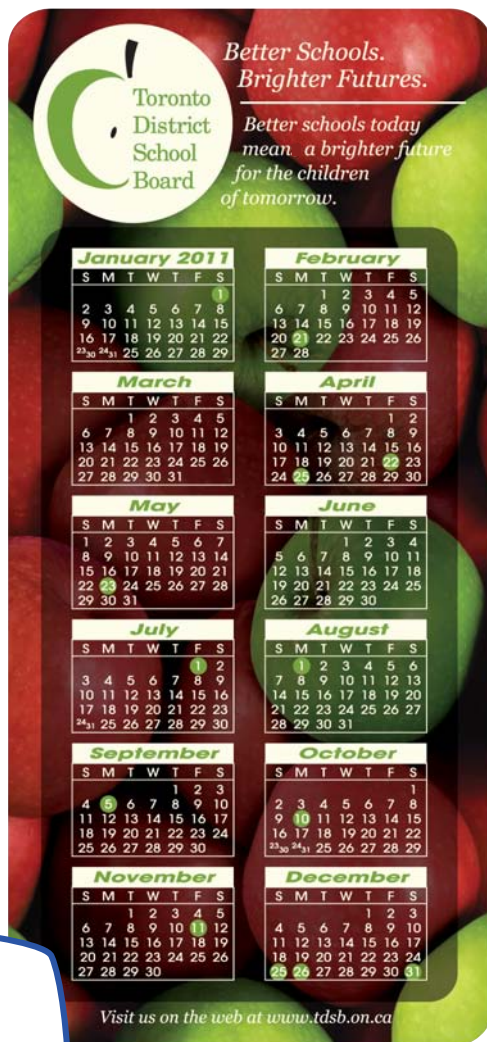 Toronto
District
School
Board
Better Schools.
Brighter Futures.
Better schools today
mean a brighter future
for the children
of tomorrow.
January 2011
S M T W T F S
1
2 3 4 5 6 7 8
9 10 11 12 13 14 15
16 17 18 19 20 21 22
23 30 24 31 25 26 27 28 29
February
S M T W T F S
1 2 3 4 5
6 7 8 9 10 11 12
13 14 15 16 17 18 19
20 21 22 23 24 25 26
27 28
March
S M T W T F S
1 2 3 4 5
6 7 8 9 10 11 12
13 14 15 16 17 18 19
20 21 22 23 24 25 26
27 28 29 30 31
April
S M T W T F S
1 2
3 4 5 6 7 8 9
10 11 12 13 14 15 16
17 18 19 20 21 22 23
24 25 26 27 28 29 30
May
S M T W T F S
1 2 3 4 5 6 7
8 9 10 11 12 13 14
15 16 17 18 19 20 21
22 23 24 25 26 27 28
29 30 31
June
S M T W T F S
1 2 3 4
5 6 7 8 9 10 11
12 13 14 15 16 17 18
19 20 21 22 23 24 25
26 27 28 29 30
July
S M T W T F S
1 2
3 4 5 6 7 8 9
10 11 12 13 14 15 16
17 18 19 20 21 22 23
24 31 25 26 27 28 29 30
August
S M T W T F S
1 2 3 4 5 6
7 8 9 10 11 12 13
14 15 16 17 18 19 20
21 22 23 24 25 26 27
28 29 30 31
September
S M T W T F S
1 2 3
4 5 6 7 8 9 10
11 12 13 14 15 16 17
18 19 20 21 22 23 24
25 26 27 28 29 30
October
S M T W T F S
1
2 3 4 5 6 7 8
9 10 11 12 13 14 15
16 17 18 19 20 21 22
23 30 24 31 25 26 27 28 29
November
S M T W T F S
1 2 3 4 5
6 7 8 9 10 11 12
13 14 15 16 17 18 19
20 21 22 23 24 25 26
27 28 29 30
December
S M T W T F S
1 2 3
4 5 6 7 8 9 10
11 12 13 14 15 16 17
18 19 20 21 22 23 24
25 26 27 28 29 30 31
Visit us on the web at www.tdsb.on.ca